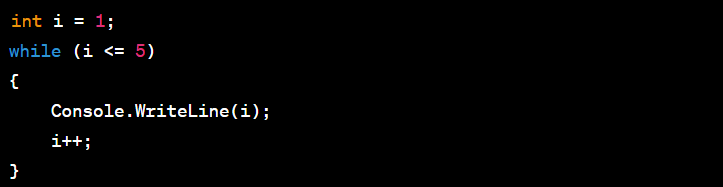 int i = 1;
while (i <= 5)
{
    Console.WriteLine(i);
    i++;
}